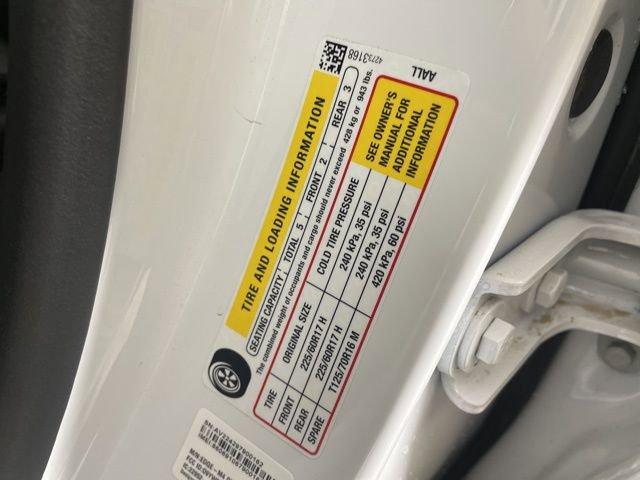 42733168
AALL
TIRE AND LOADING INFORMATION
SEATING CAPACITY TOTAL 5 FRONT 2 REAR 3
The combined weight of occupants and cargo should never exceed 428 kg or 943 lbs.
TIRE ORIGINAL SIZE COLD TIRE PRESSURE
FRONT 225/60R17 H 240 kPa, 35 psi
REAR 225/60R17 H 240 kPa, 35 psi
SPARE T125/70R16 M 420 kPa, 60 psi
SEE OWNER'S
MANUAL FOR
ADDITIONAL
INFORMATION